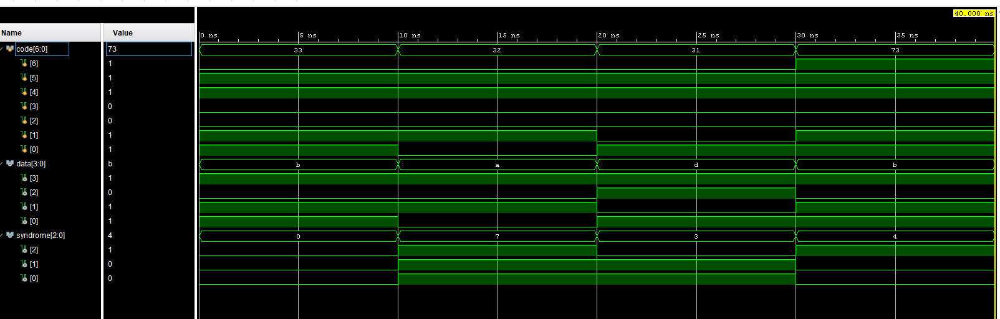 40.000 ns
Name Value
0 ns 5 ns 10 ns 15 ns 20 ns 25 ns 30 ns 35 ns
code[6:0] 73 33 32 31 73
[6] 1
[5] 1
[4] 1
[3] 0
[2] 0
[1] 1
[0] 1
data[3:0] b b a d b
[3] 1
[2] 0
[1] 1
[0] 1
syndrome[2:0] 4 0 7 3 4
[2] 1
[1] 0
[0] 0